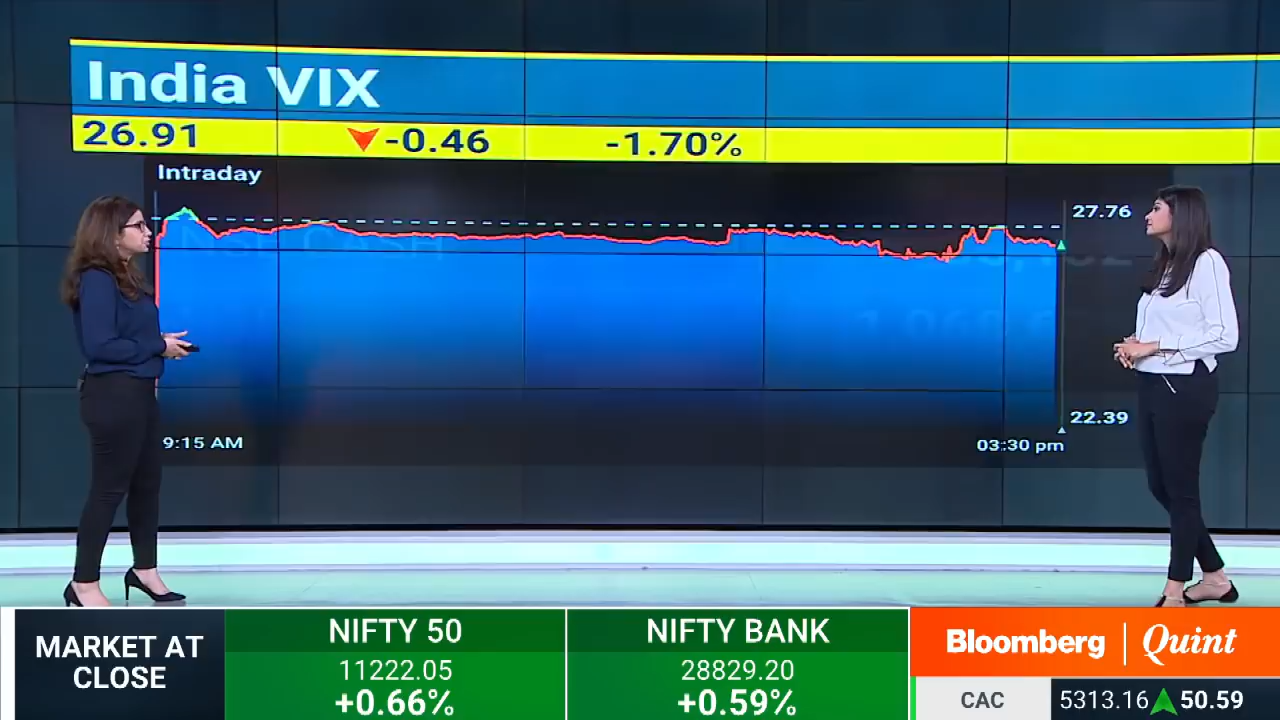 India VIX
26.91 -0.46 -1.70%
Intraday
27.76
22.39
9:15 AM 03:30 pm
MARKET AT CLOSE
NIFTY 50
11222.05
+0.66%
NIFTY BANK
28829.20
+0.59%
Bloomberg | Quint
CAC 5313.16 50.59